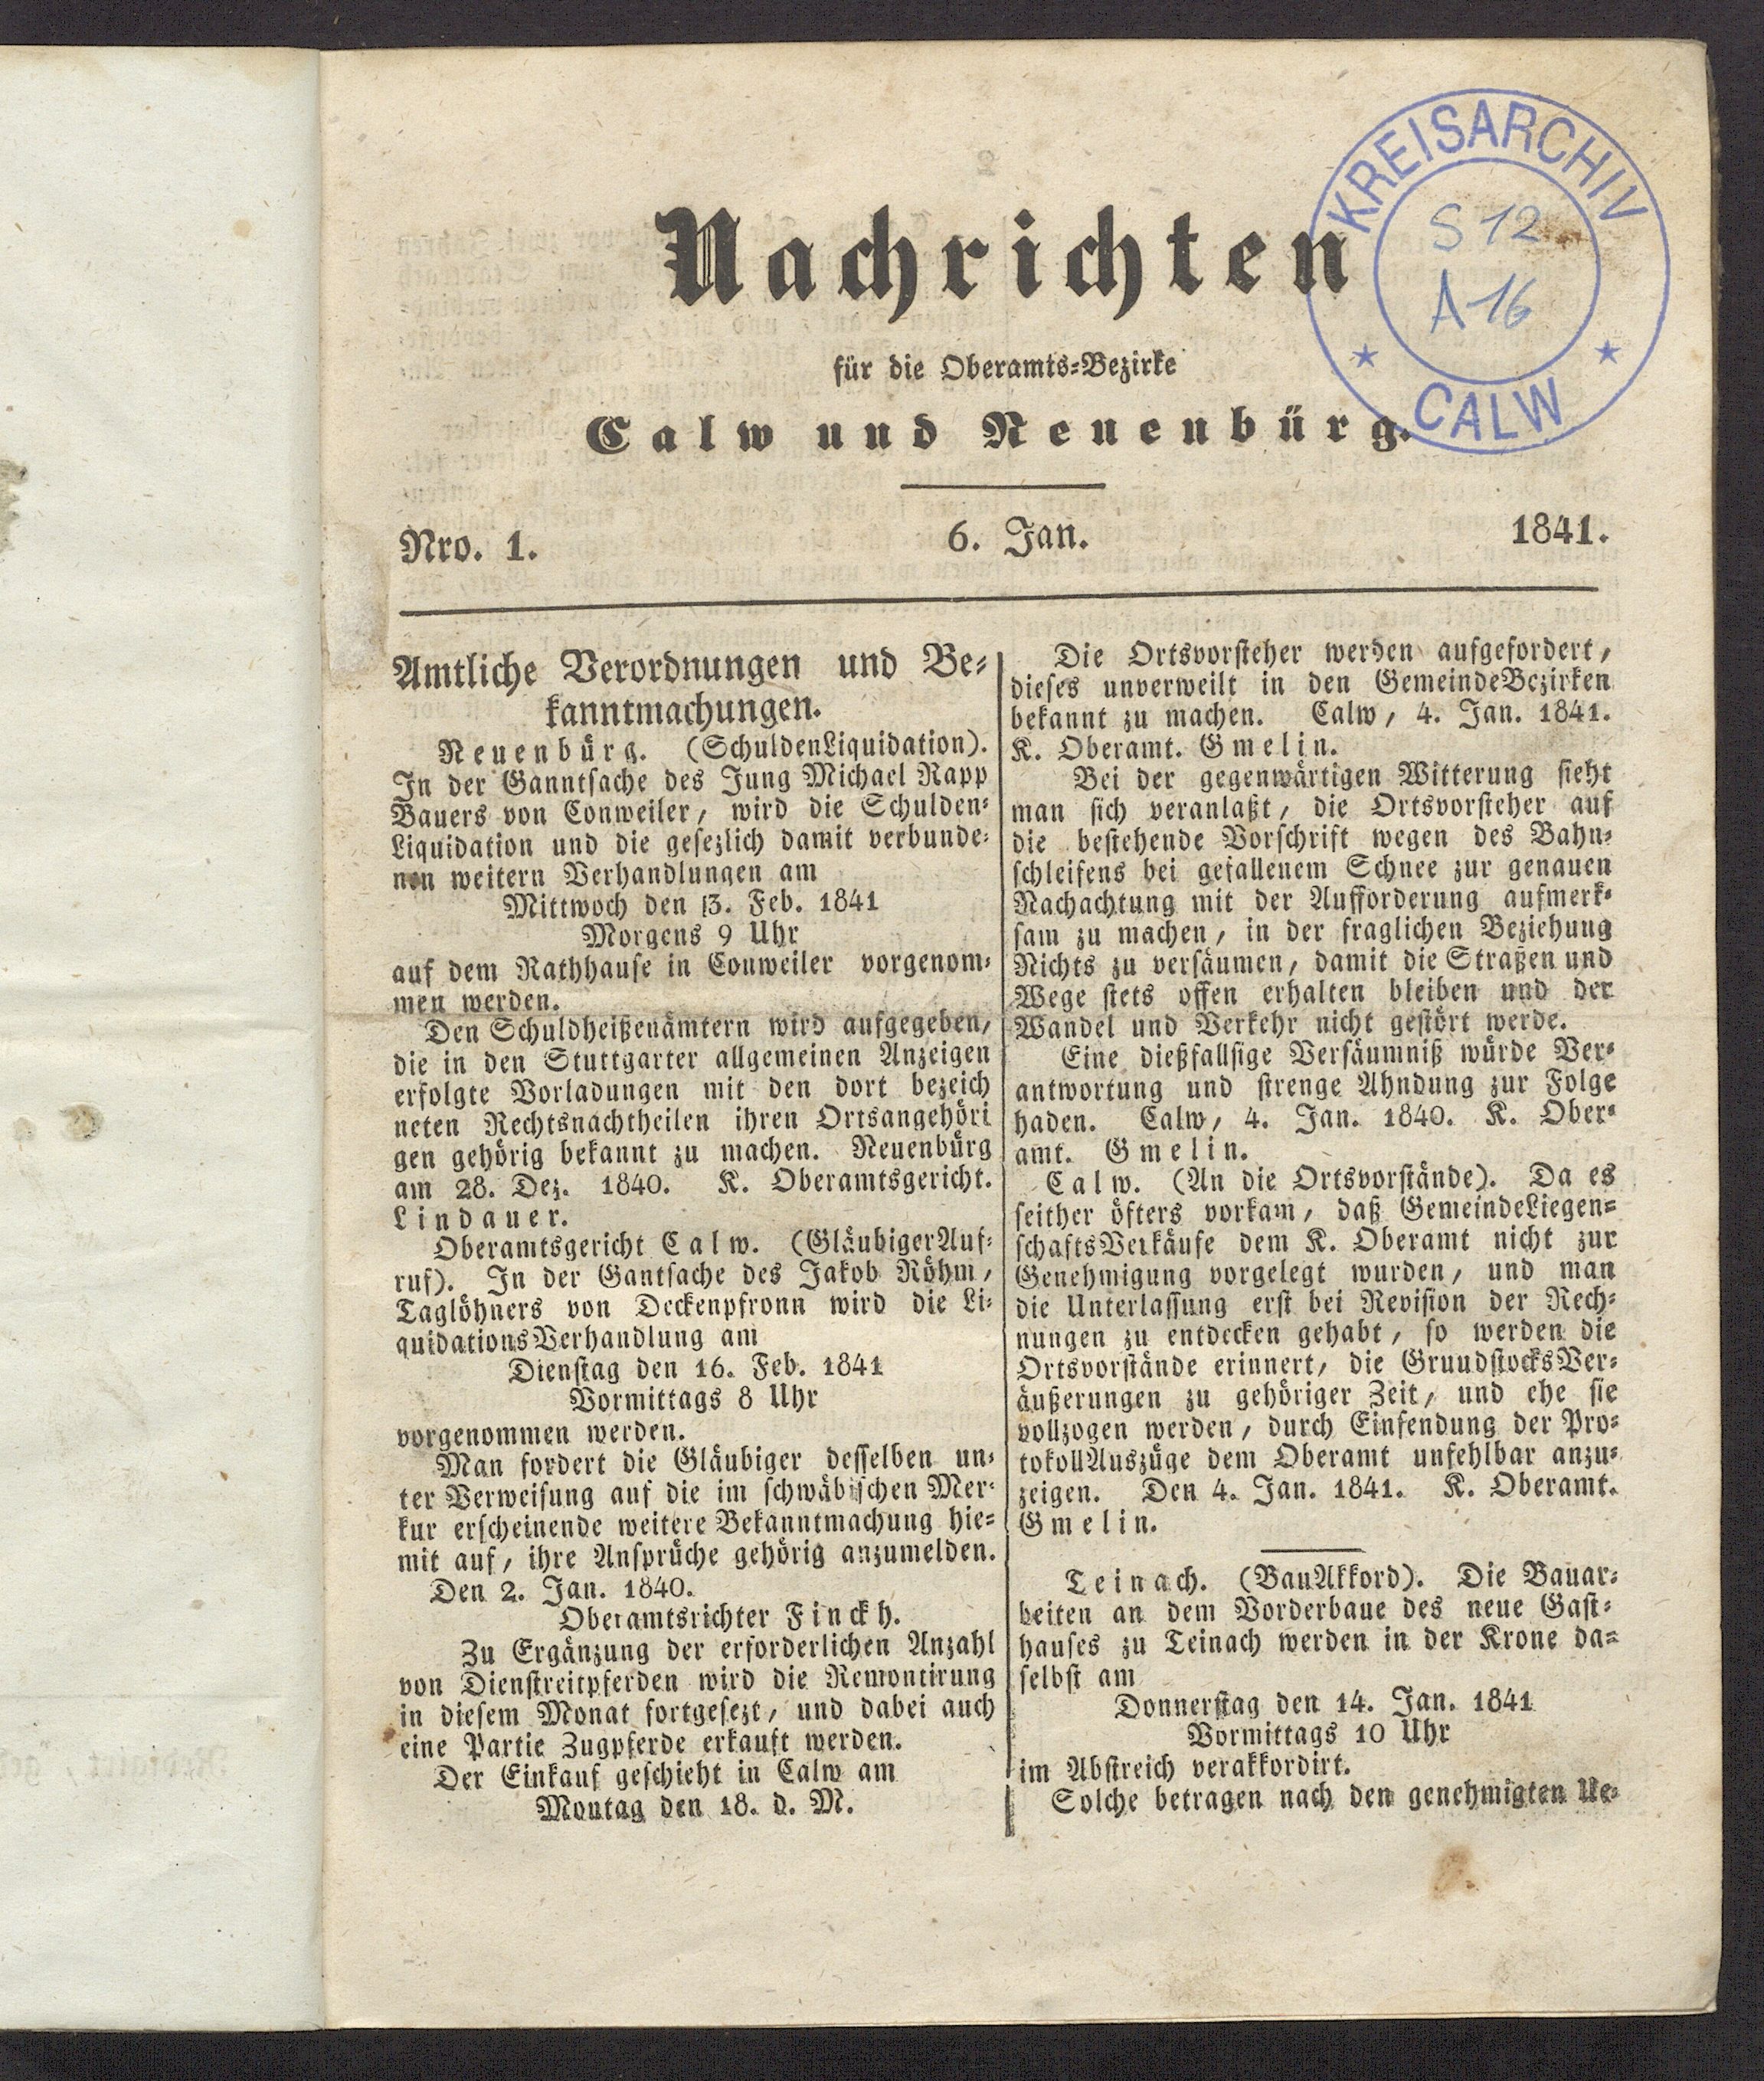 KREISARCHIV
S 12
A 16
CALW
Nachrichten
für die Oberamts-Bezirke
Calw und Neuenbürg.
Nro. 1. 6. Jan. 1841.
Amtliche Verordnungen und Be-
kanntmachungen.
Neuenbürg. (SchuldenLiquidation).
In der Ganntsache des Jung Michael Rapp
Bauers von Conweiler, wird die Schulden-
Liquidation und die gesezlich damit verbunde-
nen weitern Verhandlungen am
Mittwoch den 13. Feb. 1841
Morgens 9 Uhr
auf dem Rathhause in Conweiler vorgenom-
men werden.
Den Schuldheißenämtern wird aufgegeben,
die in den Stuttgarter allgemeinen Anzeigen
erfolgte Vorladungen mit den dort bezeich
neten Rechtsnachtheilen ihren Ortsangehöri
gen gehörig bekannt zu machen. Neuenbürg
am 28. Dez. 1840. K. Oberamtsgericht.
Lindauer.
Oberamtsgericht Calw. (GläubigerAuf-
ruf). In der Gantsache des Jakob Röhm,
Taglöhners von Deckenpfronn wird die Li-
quidationsVerhandlung am
Dienstag den 16. Feb. 1841
Vormittags 8 Uhr
vorgenommen werden.
Man fordert die Gläubiger desselben un-
ter Verweisung auf die im schwäbischen Mer-
kur erscheinende weitere Bekanntmachung hie-
mit auf, ihre Ansprüche gehörig anzumelden.
Den 2. Jan. 1840.
Oberamtsrichter Finckh.
Zu Ergänzung der erforderlichen Anzahl
von Dienstreitpferden wird die Remontirung
in diesem Monat fortgesezt, und dabei auch
eine Partie Zugpferde erkauft werden.
Der Einkauf geschieht in Calw am
Montag den 18. d. M.
Die Ortsvorsteher werden aufgefordert,
dieses unverweilt in den GemeindeBezirken
bekannt zu machen. Calw, 4. Jan. 1841.
K. Oberamt. Gmelin.
Bei der gegenwärtigen Witterung sieht
man sich veranlaßt, die Ortsvorsteher auf
die bestehende Vorschrift wegen des Bahn-
schleifens bei gefallenem Schnee zur genauen
Nachachtung mit der Aufforderung aufmerk-
sam zu machen, in der fraglichen Beziehung
Nichts zu versäumen, damit die Straßen und
Wege stets offen erhalten bleiben und der
Wandel und Verkehr nicht gestört werde.
Eine dießfallsige Versäumniß würde Ver-
antwortung und strenge Ahndung zur Folge
haden. Calw, 4. Jan. 1840. K. Ober-
amt. Gmelin.
Calw. (An die Ortsvorstände). Da es
seither öfters vorkam, daß GemeindeLiegen-
schaftsVerkäufe dem K. Oberamt nicht zur
Genehmigung vorgelegt wurden, und man
die Unterlassung erst bei Revision der Rech-
nungen zu entdecken gehabt, so werden die
Ortsvorstände erinnert, die GruudstocksVer-
äußerungen zu gehöriger Zeit, und ehe sie
vollzogen werden, durch Einsendung der Pro-
tokollAuszüge dem Oberamt unfehlbar anzu-
zeigen. Den 4. Jan. 1841. K. Oberamt.
Gmelin.
Teinach. (BauAkkord). Die Bauar-
beiten an dem Vorderbaue des neue Gast-
hauses zu Teinach werden in der Krone da-
selbst am
Donnerstag den 14. Jan. 1841
Vormittags 10 Uhr
im Abstreich verakkordirt.
Solche betragen nach den genehmigten Ue-